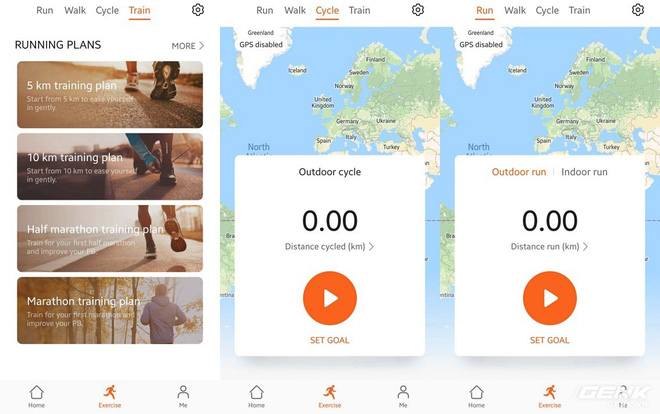 Run Walk Cycle Train
RUNNING PLANS
MORE
5 km training plan
Start from 5 km to ease yourself
in gently.
10 km training plan
Start from 10 km to ease yourself
in gently.
Half marathon training plan
Train for your first half marathon
and improve your PB.
Marathon training plan
Train for your first marathon and
improve your PB.
Home
Exercise
Me
Run Walk Cycle Train
Greenland
GPS disabled
Iceland
Finland
Sweden
Norway
United
Kingdom
Germany
Ukraine
France
Spain
Italy
Turkey
North
Outdoor cycle
0.00
Distance cycled (km)
SET GOAL
Home
Exercise
Me
Run Walk Cycle Train
Greenland
GPS disabled
Iceland
Finland
Sweden
Norway
United
Kingdom
Germany
Ukraine
France
Spain
Italy
Turkey
North
Outdoor run
Indoor run
0.00
Distance run (km)
SET GOAL
Home
Exercise
Me
GENK